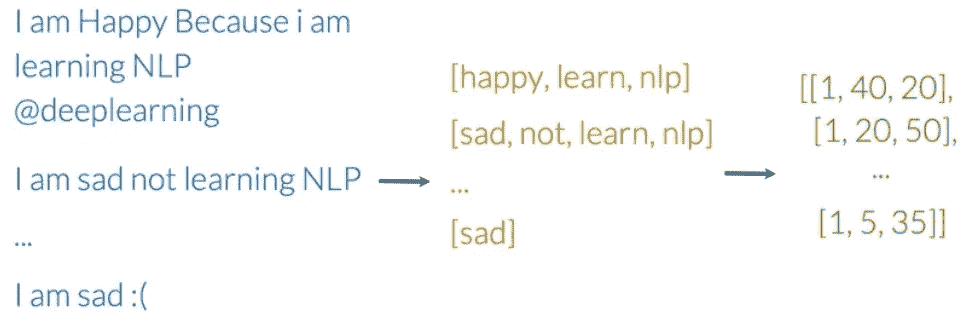 I am Happy Because i am
learning NLP
@deeplearning
I am sad not learning NLP
...
I am sad :(
[happy, learn, nlp]
[sad, not, learn, nlp]
...
[sad]
[[1, 40, 20],
[1, 20, 50],
...
[1, 5, 35]]